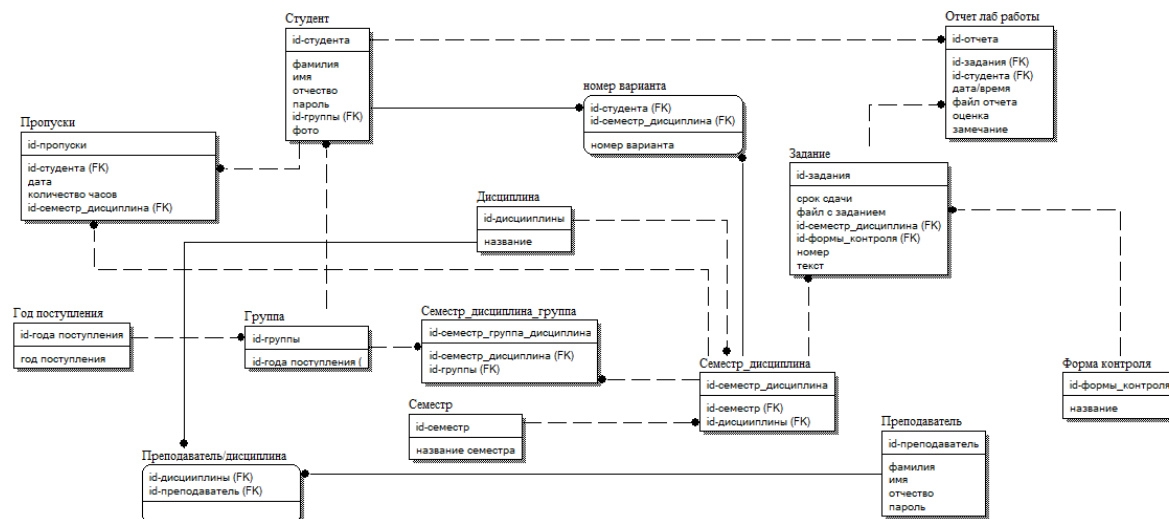 Студент
id-студента
фамилия
имя
отчество
пароль
id-группы (FK)
фото
Отчет лаб работы
id-отчета
id-задания (FK)
id-студента (FK)
дата/время
файл отчета
оценка
замечание
номер варианта
id-студента (FK)
id-семестр_дисциплина (FK)
номер варианта
Пропуски
id-пропуски
id-студента (FK)
дата
количество часов
id-семестр_дисциплина (FK)
Задание
id-задания
срок сдачи
файл с заданием
id-семестр_дисциплина (FK)
id-формы_контроля (FK)
номер
текст
Дисциплина
id-дисцииплины
название
Год поступления
id-года поступления
год поступления
Группа
id-группы
id-года поступления (
Семестр_дисциплина_группа
id-семестр_группа_дисциплина
id-семестр_дисциплина (FK)
id-группы (FK)
Семестр_дисциплина
id-семестр_дисциплина
id-семестр (FK)
id-дисцииплины (FK)
Форма контроля
id-формы_контроля
название
Семестр
id-семестр
название семестра
Преподаватель
id-преподаватель
фамилия
имя
отчество
пароль
Преподаватель/дисциплина
id-дисцииплины (FK)
id-преподаватель (FK)